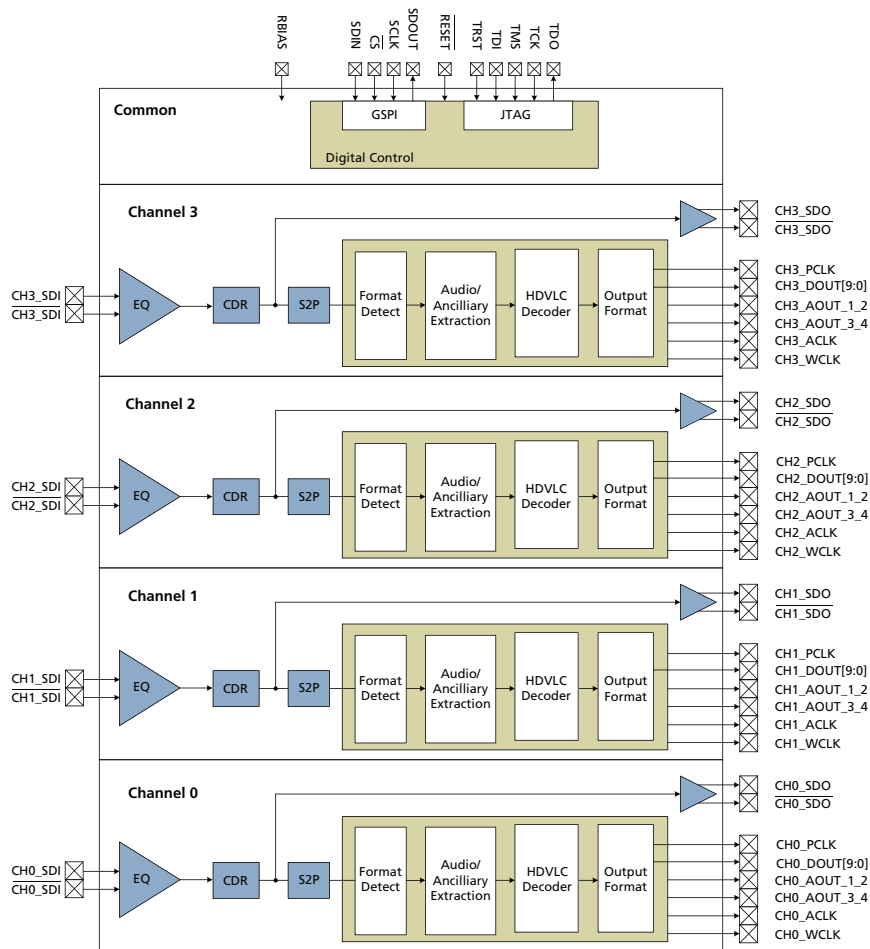 RBIAS
SDIN
CS
SCLK
SDOUT
RESET
TRST
TDI
TMS
TCK
TDO
Common
GSPI
JTAG
Digital Control
Channel 3
CH3_SDO
CH3_SDO
CH3_SDI
CH3_SDI
EQ
CDR
S2P
Format
Detect
Audio/
Ancilliary
Extraction
HDVLC
Decoder
Output
Format
CH3_PCLK
CH3_DOUT[9:0]
CH3_AOUT_1_2
CH3_AOUT_3_4
CH3_ACLK
CH3_WCLK
Channel 2
CH2_SDO
CH2_SDO
CH2_SDI
CH2_SDI
EQ
CDR
S2P
Format
Detect
Audio/
Ancilliary
Extraction
HDVLC
Decoder
Output
Format
CH2_PCLK
CH2_DOUT[9:0]
CH2_AOUT_1_2
CH2_AOUT_3_4
CH2_ACLK
CH2_WCLK
Channel 1
CH1_SDO
CH1_SDO
CH1_SDI
CH1_SDI
EQ
CDR
S2P
Format
Detect
Audio/
Ancilliary
Extraction
HDVLC
Decoder
Output
Format
CH1_PCLK
CH1_DOUT[9:0]
CH1_AOUT_1_2
CH1_AOUT_3_4
CH1_ACLK
CH1_WCLK
Channel 0
CH0_SDO
CH0_SDO
CH0_SDI
CH0_SDI
EQ
CDR
S2P
Format
Detect
Audio/
Ancilliary
Extraction
HDVLC
Decoder
Output
Format
CH0_PCLK
CH0_DOUT[9:0]
CH0_AOUT_1_2
CH0_AOUT_3_4
CH0_ACLK
CH0_WCLK